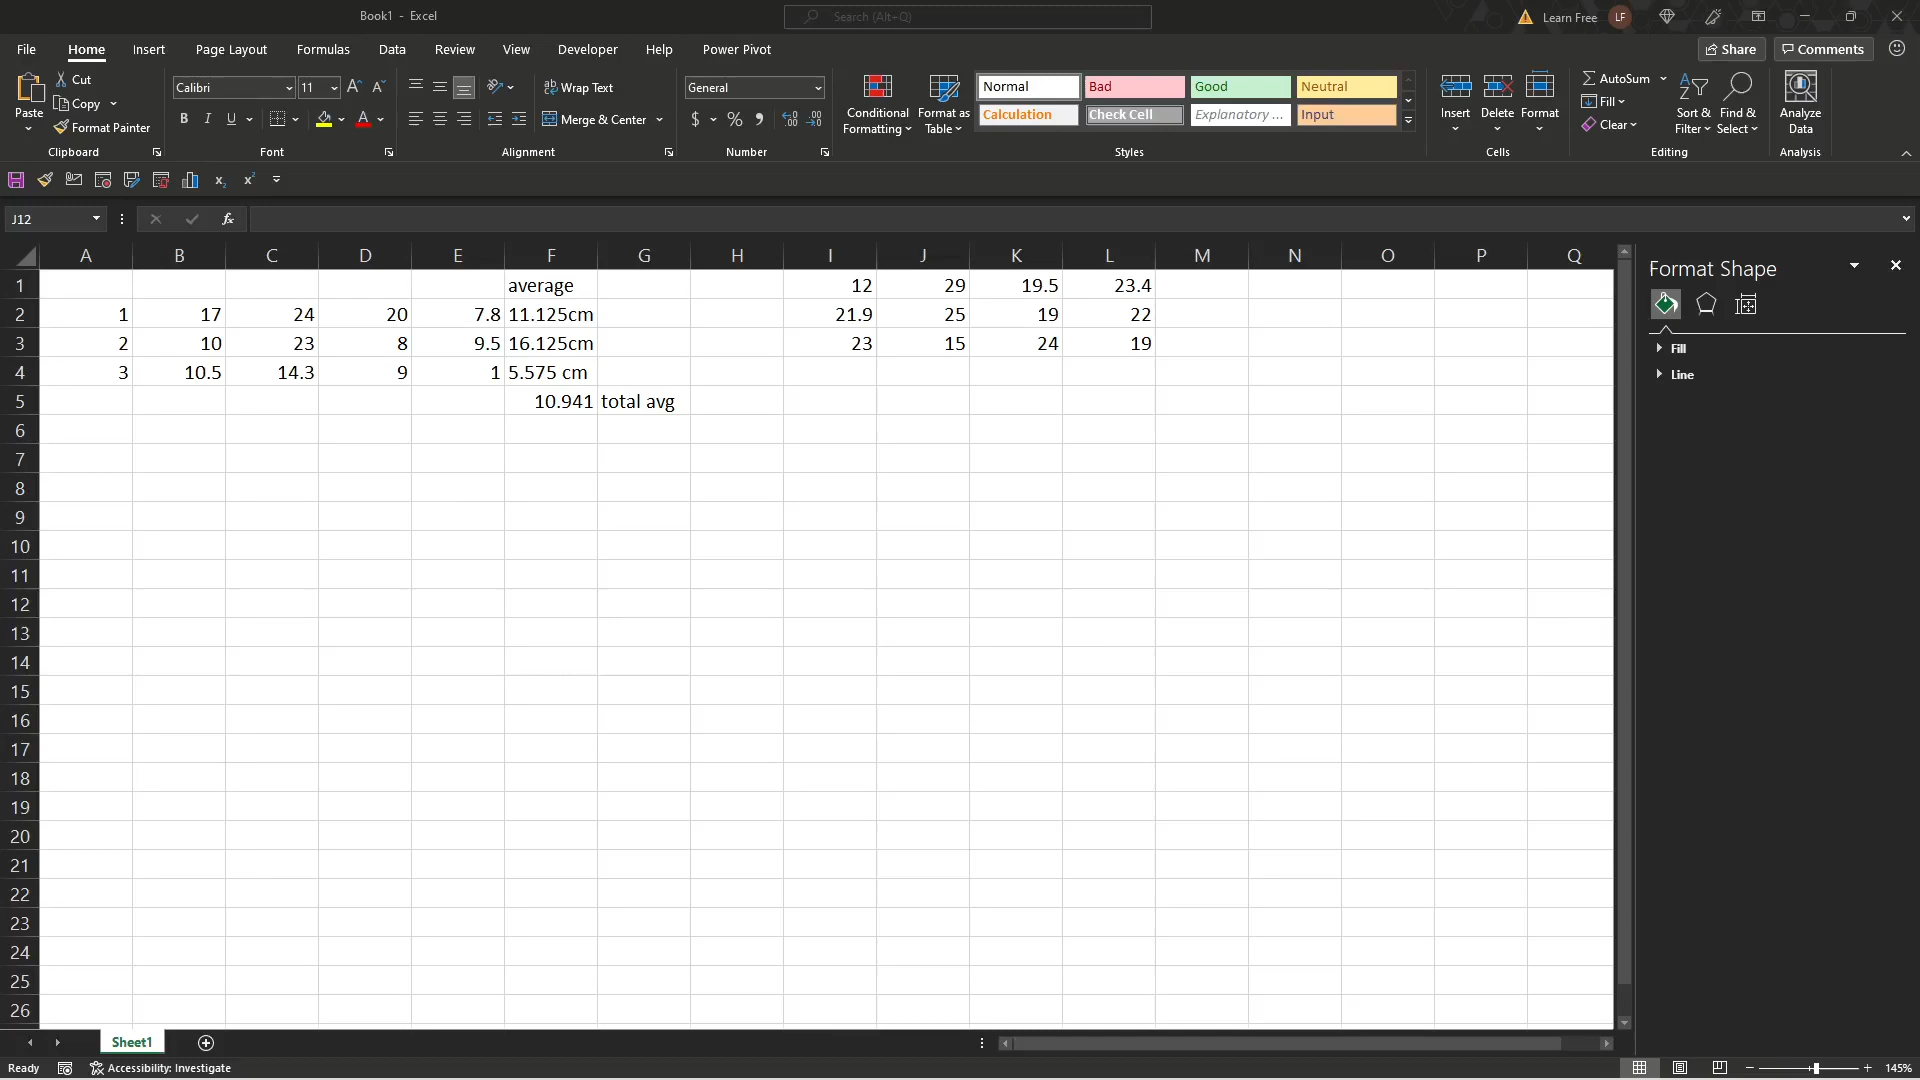 Book1 - Excel
Search (Alt+Q)
Learn Free
LF
File Home Insert Page Layout Formulas Data Review View Developer Help Power Pivot
Share
Comments
Paste
Cut
Copy
Format Painter
Clipboard
Calibri
11
B I U
Font
Wrap Text
Merge & Center
Alignment
General
$ % 9
Number
Conditional Formatting
Format as Table
Normal Bad Good Neutral
Calculation Check Cell Explanatory ... Input
Styles
Insert Delete Format
Cells
AutoSum
Fill
Clear
Sort & Filter
Find & Select
Editing
Analyze Data
Analysis
J12
fx
A B C D E F G H I J K L M N O P Q
1 average 12 29 19.5 23.4
2 1 17 24 20 7.8 11.125cm 21.9 25 19 22
3 2 10 23 8 9.5 16.125cm 23 15 24 19
4 3 10.5 14.3 9 1 5.575 cm
5 10.941 total avg
6
7
8
9
10
11
12
13
14
15
16
17
18
19
20
21
22
23
24
25
26
Format Shape
Fill
Line
Sheet1
Ready
Accessibility: Investigate
145%